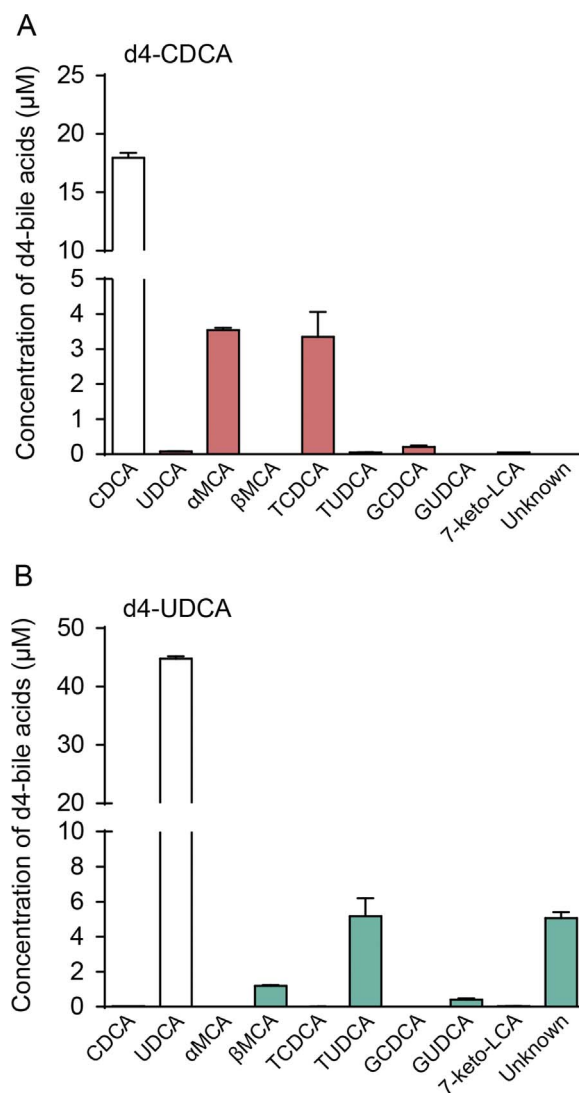 A
d4-CDCA
Concentration of d4-bile acids (µM)
25
20
15
10
5
4
3
2
1
0
CDCA
UDCA
αMCA
βMCA
TCDCA
TUDCA
GCDCA
GUDCA
7-keto-LCA
Unknown
B
d4-UDCA
Concentration of d4-bile acids (µM)
50
40
30
20
10
8
6
4
2
0
CDCA
UDCA
αMCA
βMCA
TCDCA
TUDCA
GCDCA
GUDCA
7-keto-LCA
Unknown